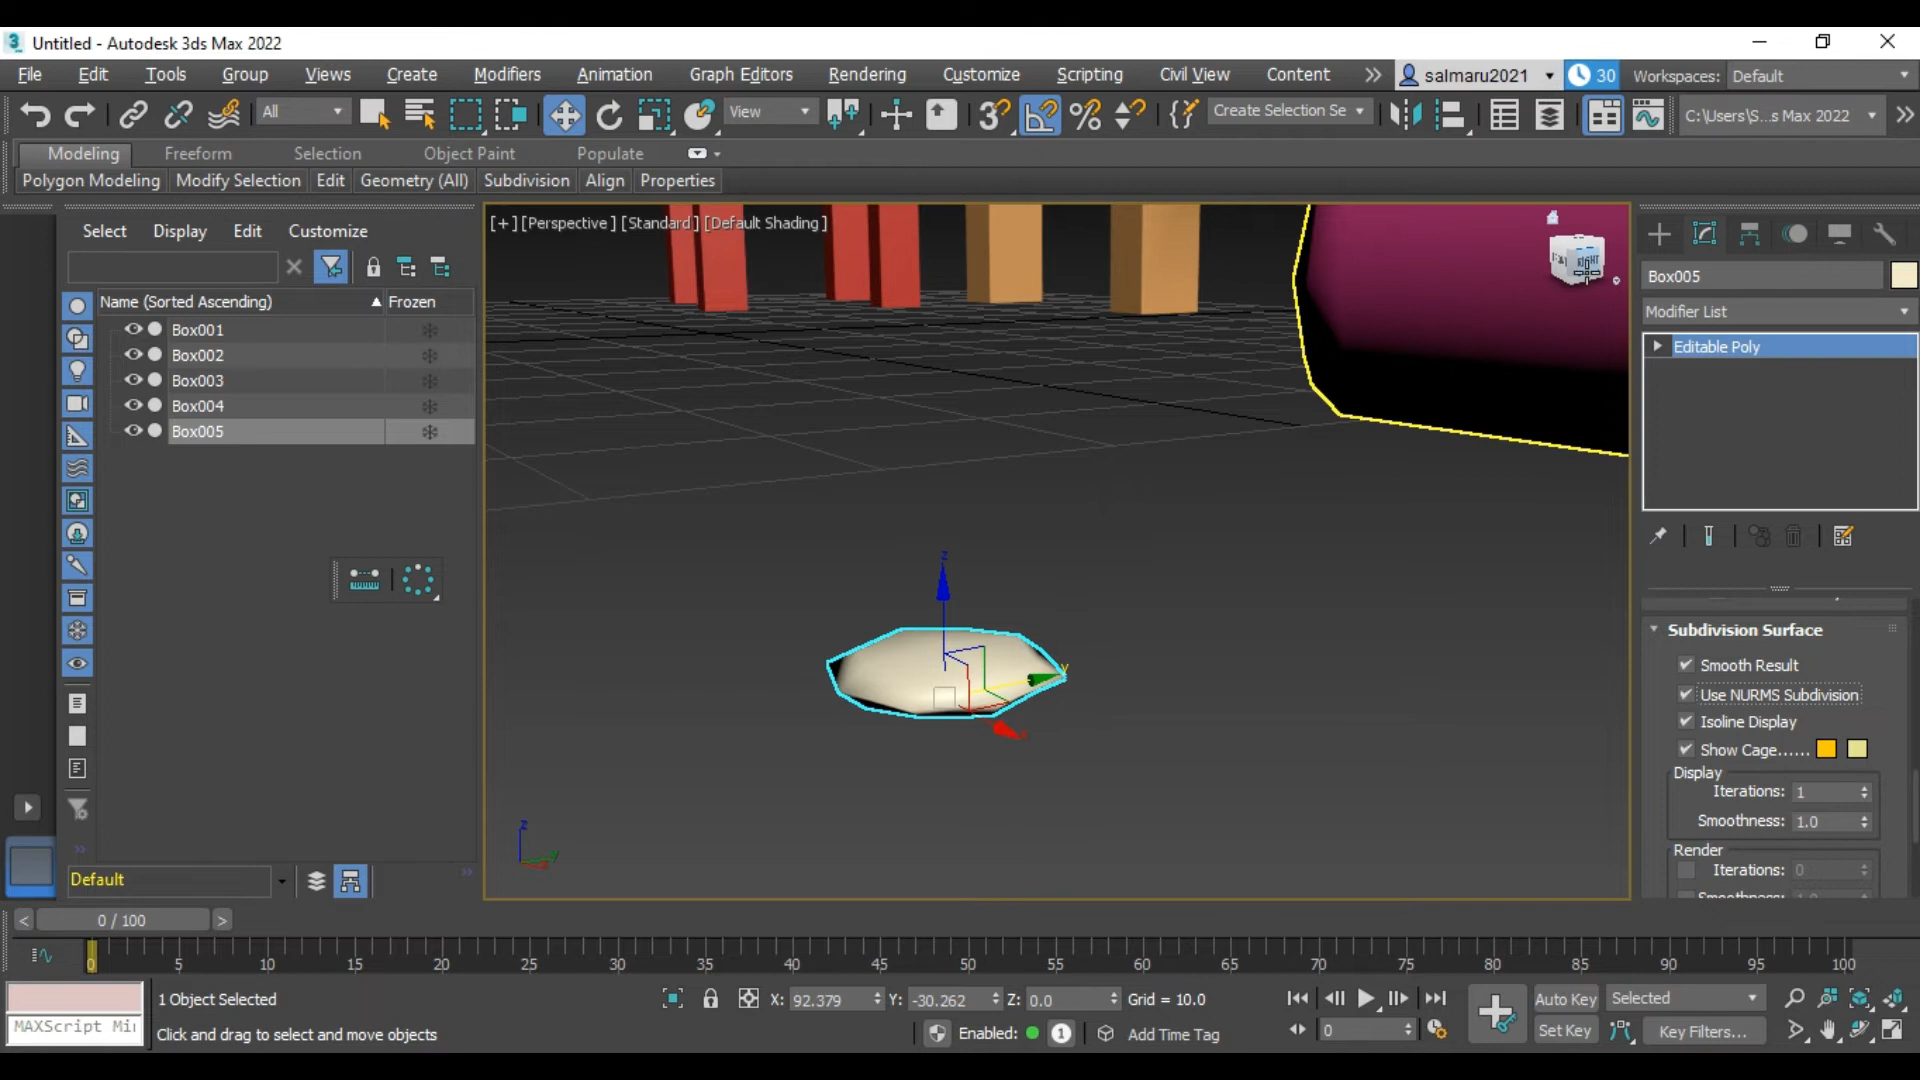 Untitled - Autodesk 3ds Max 2022
File Edit Tools Group Views Create Modifiers Animation Graph Editors Rendering Customize Scripting Civil View Content salmaru2021 30 Workspaces: Default
All View Create Selection Se C:\Users\S...s Max 2022
Modeling Freeform Selection Object Paint Populate
Polygon Modeling Modify Selection Edit Geometry (All) Subdivision Align Properties
Select Display Edit Customize
Name (Sorted Ascending) Frozen
Box001
Box002
Box003
Box004
Box005
[+][Perspective][Standard][Default Shading]
RIGHT
z
y
x
z
y
Box005
Modifier List
Editable Poly
Subdivision Surface
Smooth Result
Use NURMS Subdivision
Isoline Display
Show Cage......
Display
Iterations: 1
Smoothness: 1.0
Render
Iterations: 0
Default
< 0 / 100 >
0 5 10 15 20 25 30 35 40 45 50 55 60 65 70 75 80 85 90 95 100
1 Object Selected X: 92.379 Y: -30.262 Z: 0.0 Grid = 10.0 Auto Key Selected
MAXScript Mi Click and drag to select and move objects Enabled: 1 Add Time Tag 0 Set Key Key Filters...